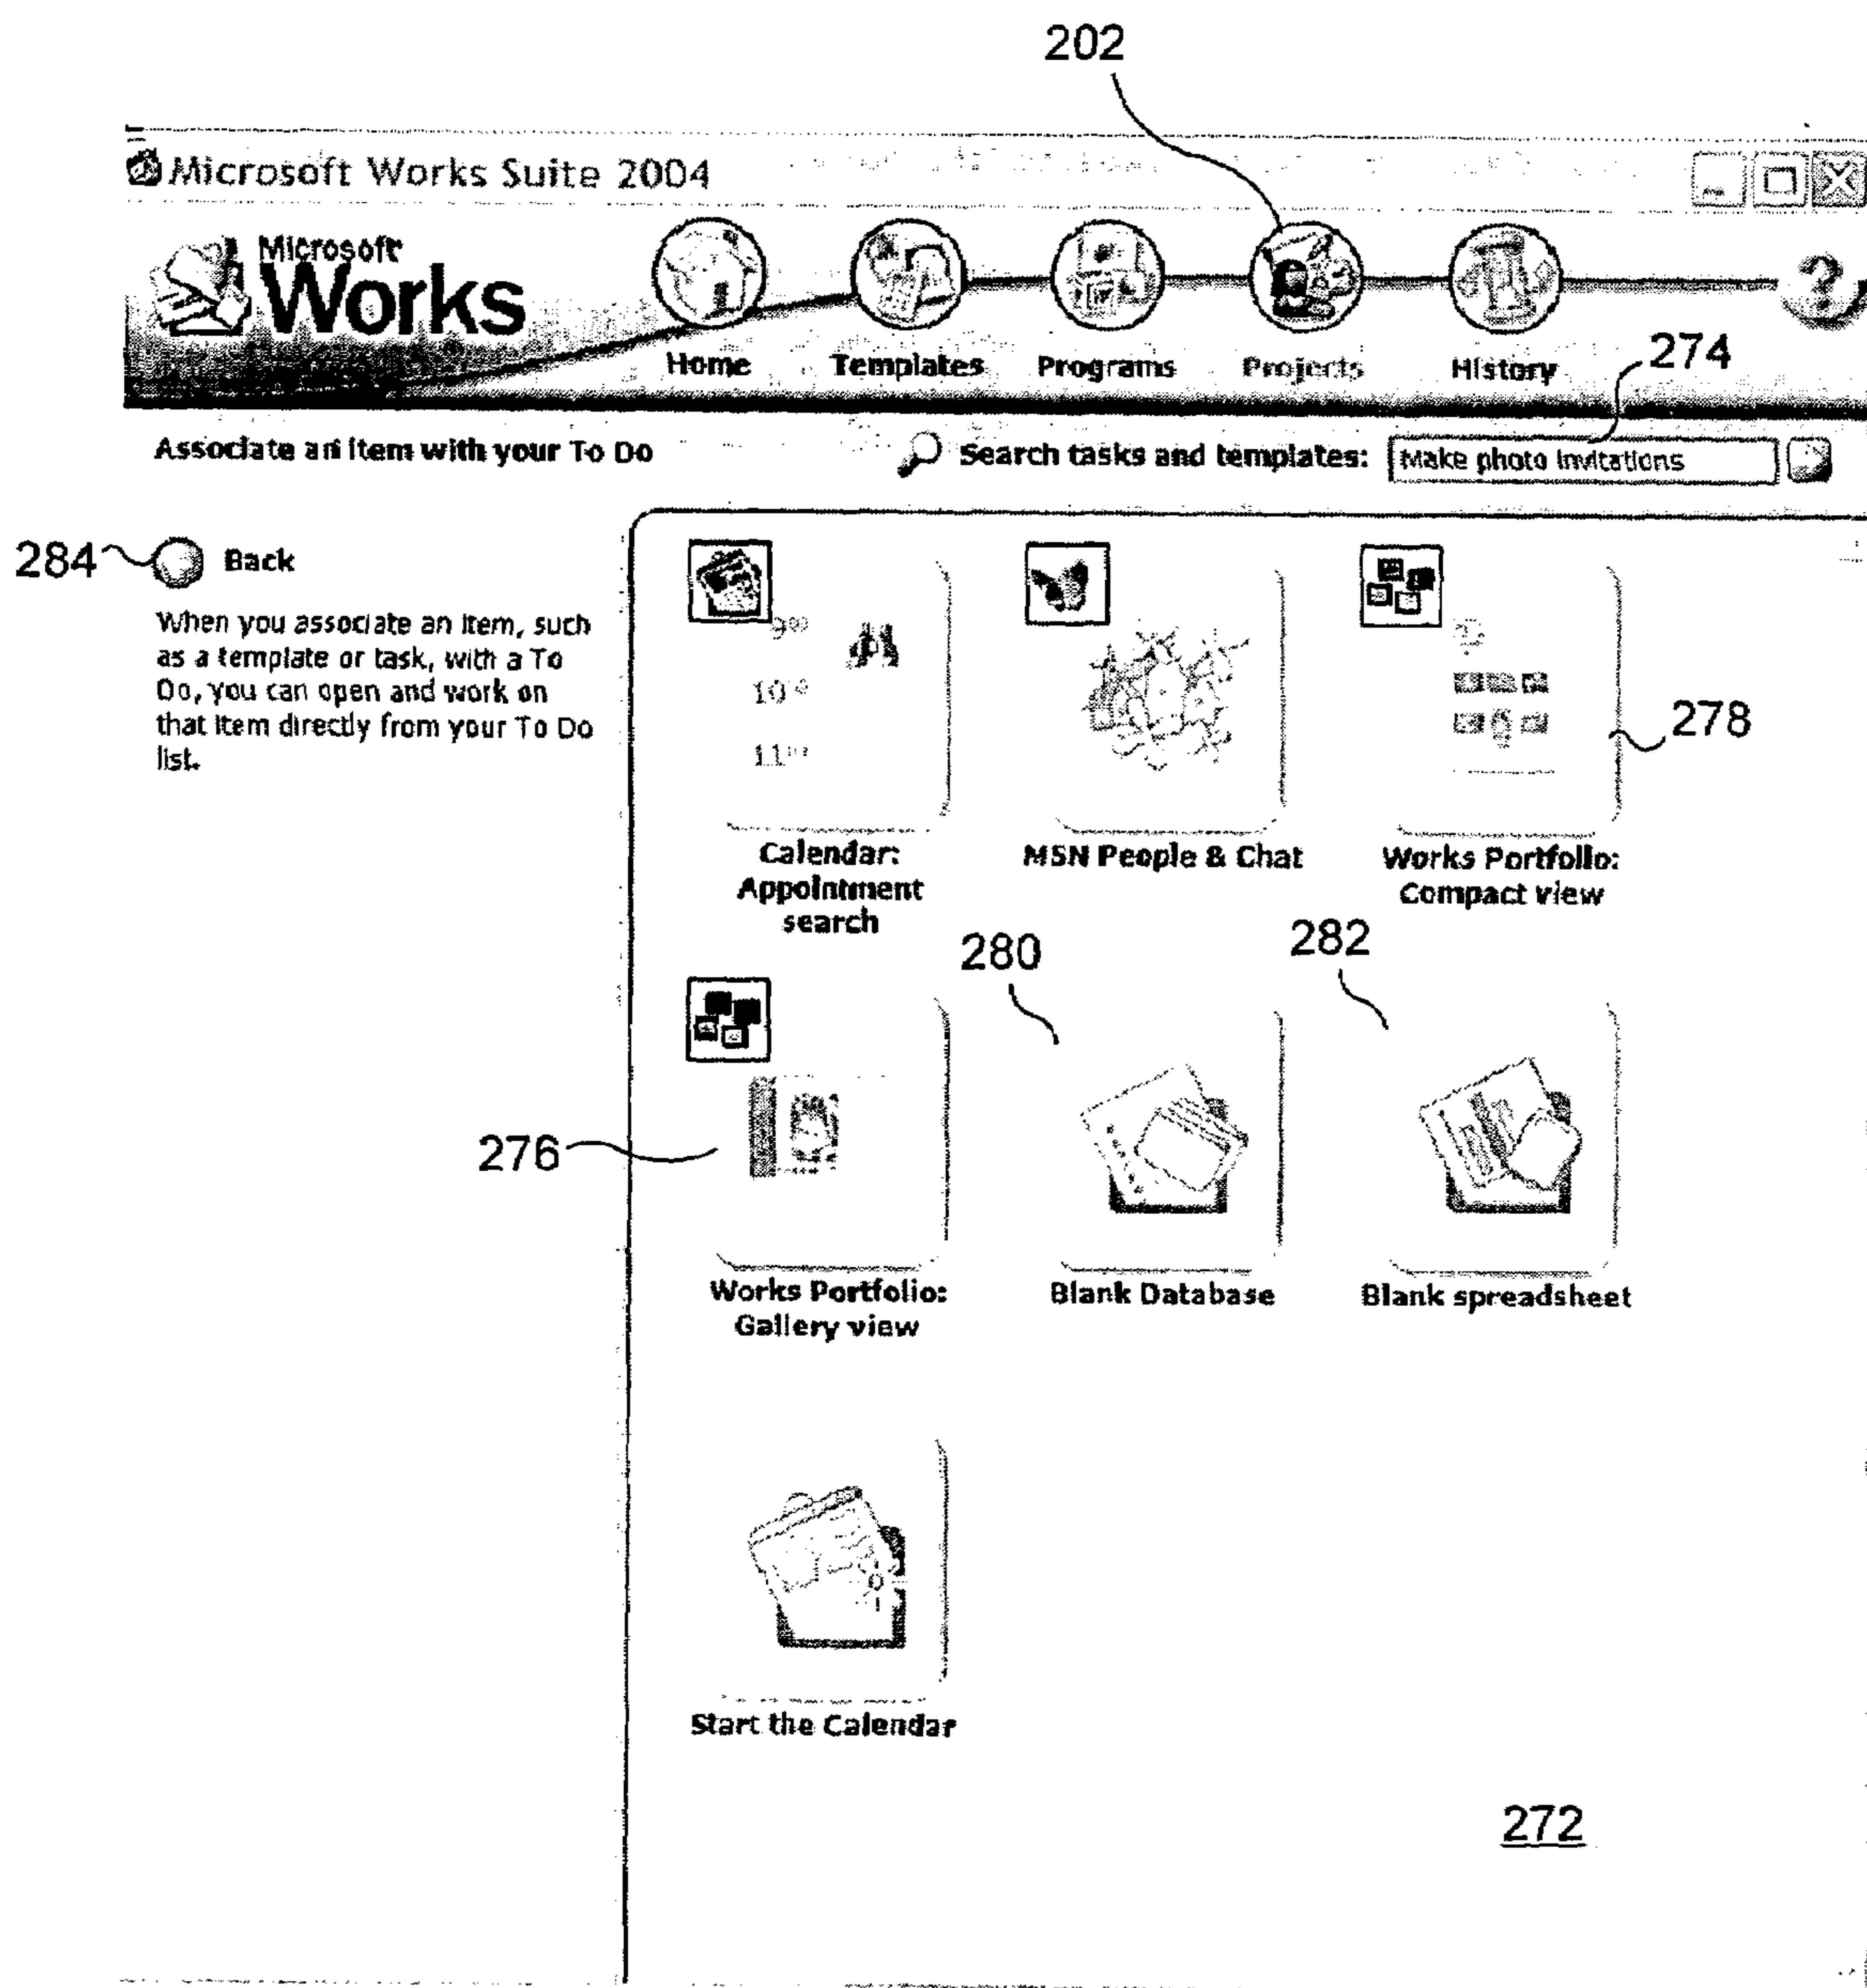 202
Microsoft Works Suite 2004
Microsoft
Works
Home Templates Programs Projects History
?
274
Associate an item with your To Do
Search tasks and templates: Make photo invitations
284
Back
When you associate an item, such
as a template or task, with a To
Do, you can open and work on
that item directly from your To Do
list.
9
10
11
278
Calendar:
Appointment
search
MSN People & Chat
Works Portfolio:
Compact view
280
282
276
Works Portfolio:
Gallery view
Blank Database
Blank spreadsheet
Start the Calendar
272